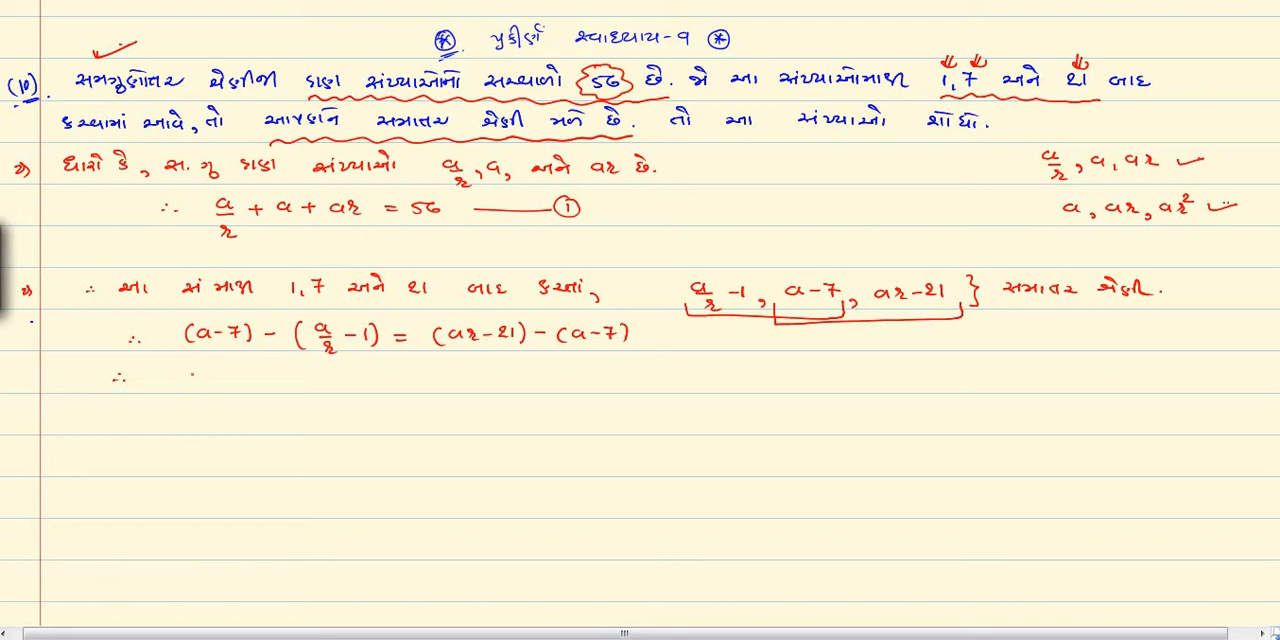 * પ્રકીર્ણ સ્વાધ્યાય-૧ *
(10). સમગુણોત્તર શ્રેણીની ત્રણ સંખ્યાઓનો સરવાળો 56 છે. જો આ સંખ્યાઓમાંથી 1, 7 અને 21 બાદ
કરવામાં આવે, તો આપણને સમાંતર શ્રેણી મળે છે. તો આ સંખ્યાઓ શોધો.
⇒ ધારો કે, સ.ગુ ત્રણ સંખ્યાઓ a/r, a, અને ar છે.
a/r, a, ar ✓
∴ a/r + a + ar = 56 ——— ①
a, ar, ar² ✓
⇒ ∴ આ સં માંથી 1, 7 અને 21 બાદ કરતાં, a/r -1, a-7, ar-21 } સમાંતર શ્રેણી.
∴ (a-7) - (a/r -1) = (ar-21) - (a-7)
∴